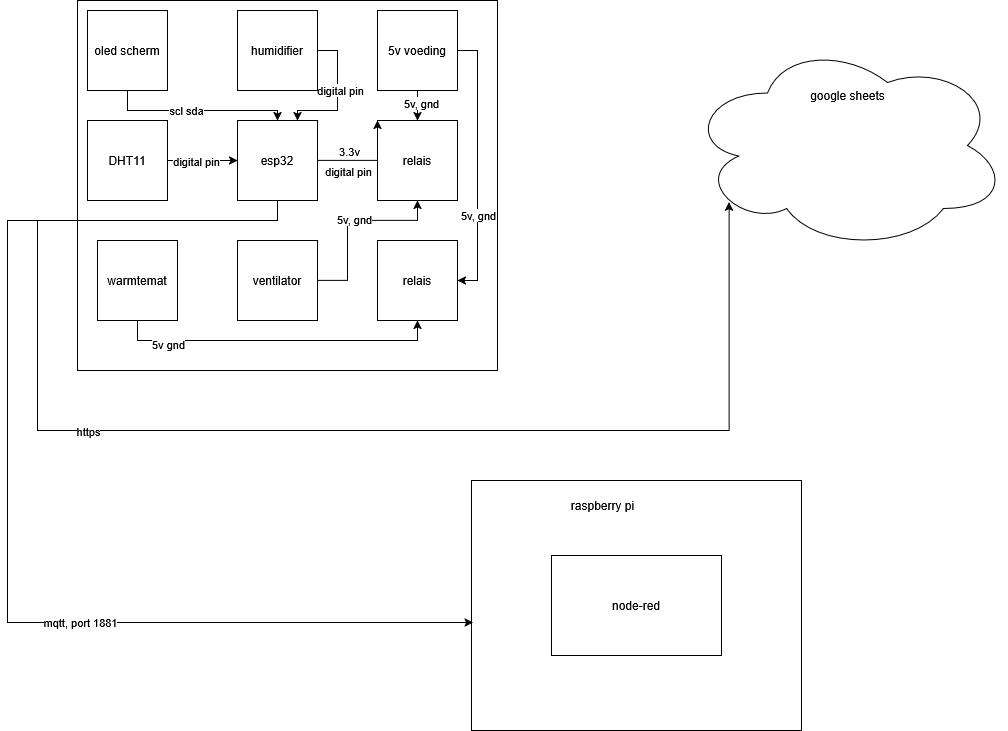 oled scherm
humidifier
5v voeding
google sheets
digital pin
5v, gnd
scl sda
DHT11
digital pin
esp32
3.3v
digital pin
relais
5v, gnd
5v, gnd
warmtemat
ventilator
relais
5v gnd
https
raspberry pi
node-red
mqtt, port 1881